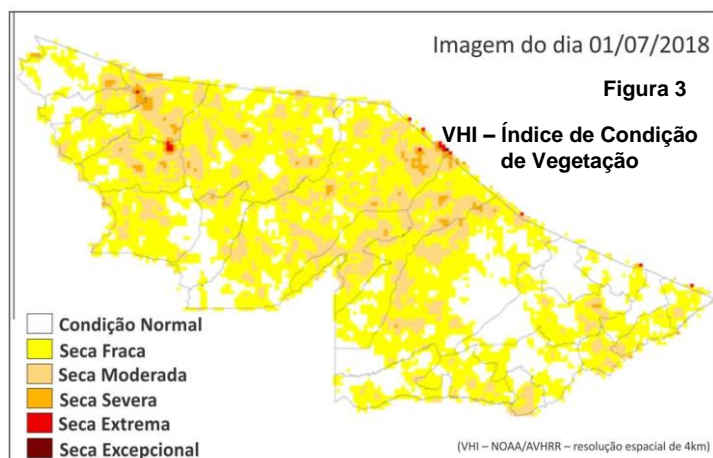 Imagem do dia 01/07/2018
Figura 3
VHI – Índice de Condição
de Vegetação
Condição Normal
Seca Fraca
Seca Moderada
Seca Severa
Seca Extrema
Seca Excepcional
(VHI – NOAA/AVHRR – resolução espacial de 4km)